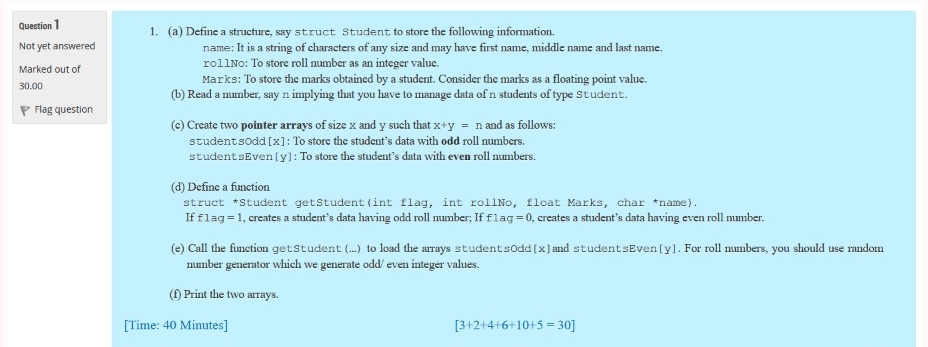 Question 1
Not yet answered
Marked out of
30.00
Flag question
1. (a) Define a structure, say struct Student to store the following information.
name: It is a string of characters of any size and may have first name, middle name and last name.
rollNo: To store roll number as an integer value.
Marks: To store the marks obtained by a student. Consider the marks as a floating point value.
(b) Read a number, say n implying that you have to manage data of n students of type Student.
(c) Create two pointer arrays of size x and y such that x+y = n and as follows:
studentsOdd[x]: To store the student's data with odd roll numbers.
studentsEven[y]: To store the student's data with even roll numbers.
(d) Define a function
struct *Student getStudent(int flag, int rollNo, float Marks, char *name).
If flag = 1, creates a student's data having odd roll number; If flag = 0, creates a student's data having even roll number.
(e) Call the function getStudent(...) to load the arrays studentsOdd[x] and studentsEven[y]. For roll numbers, you should use random
number generator which we generate odd/ even integer values.
(f) Print the two arrays.
[Time: 40 Minutes] [3+2+4+6+10+5 = 30]